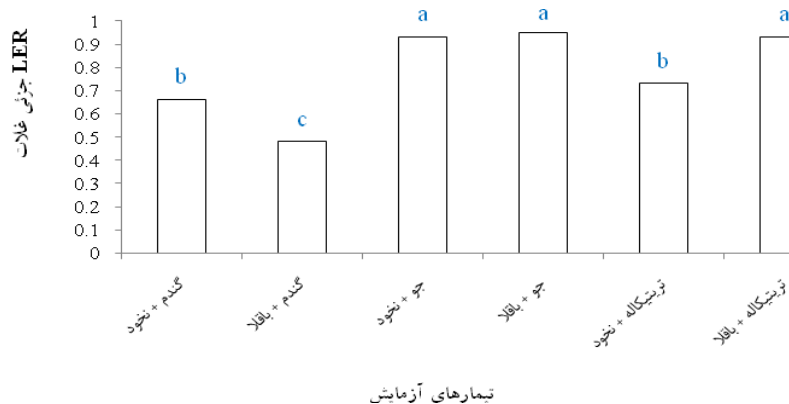 LER جزئی غلات
1
0.9
0.8
0.7
0.6
0.5
0.4
0.3
0.2
0.1
0
b
c
a
a
b
a
گندم + نخود
گندم + باقلا
جو + نخود
جو + باقلا
تریتیکاله + نخود
تریتیکاله + باقلا
تیمارهای آزمایش